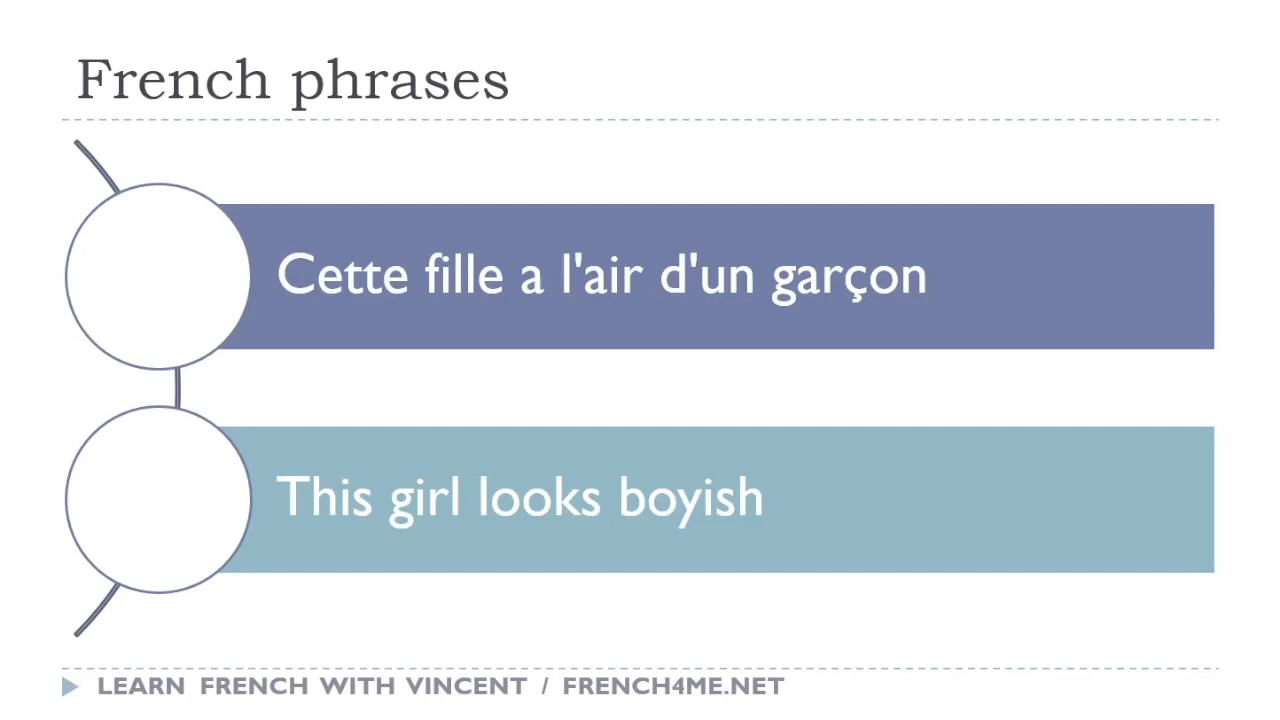 French phrases
Cette fille a l'air d'un garçon
This girl looks boyish
LEARN FRENCH WITH VINCENT / FRENCH4ME.NET